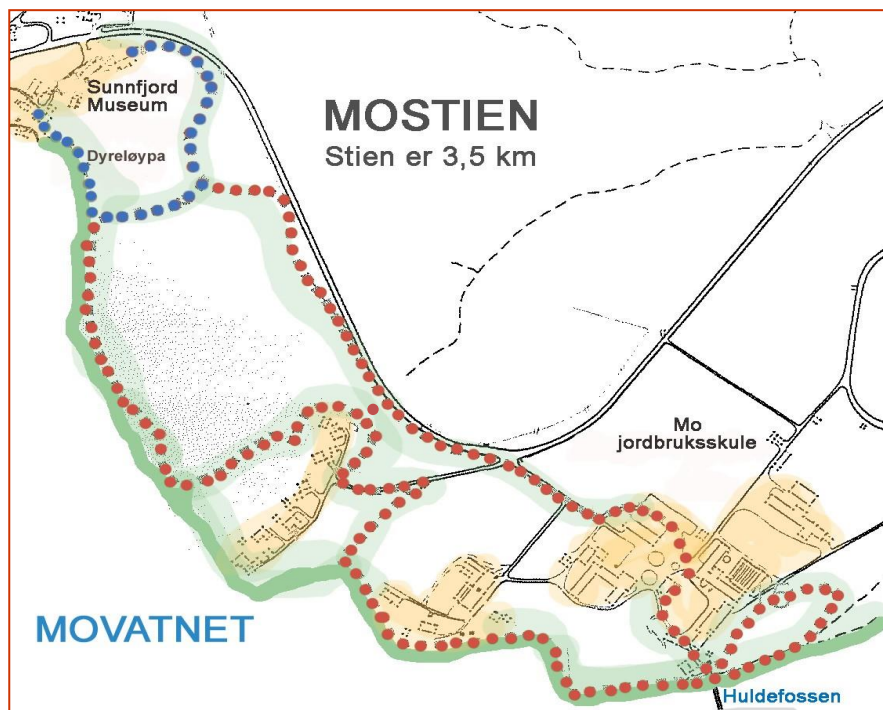 Sunnfjord
Museum
MOSTIEN
Stien er 3,5 km
Dyreløypa
Mo
jordbruksskule
MOVATNET
Huldefossen